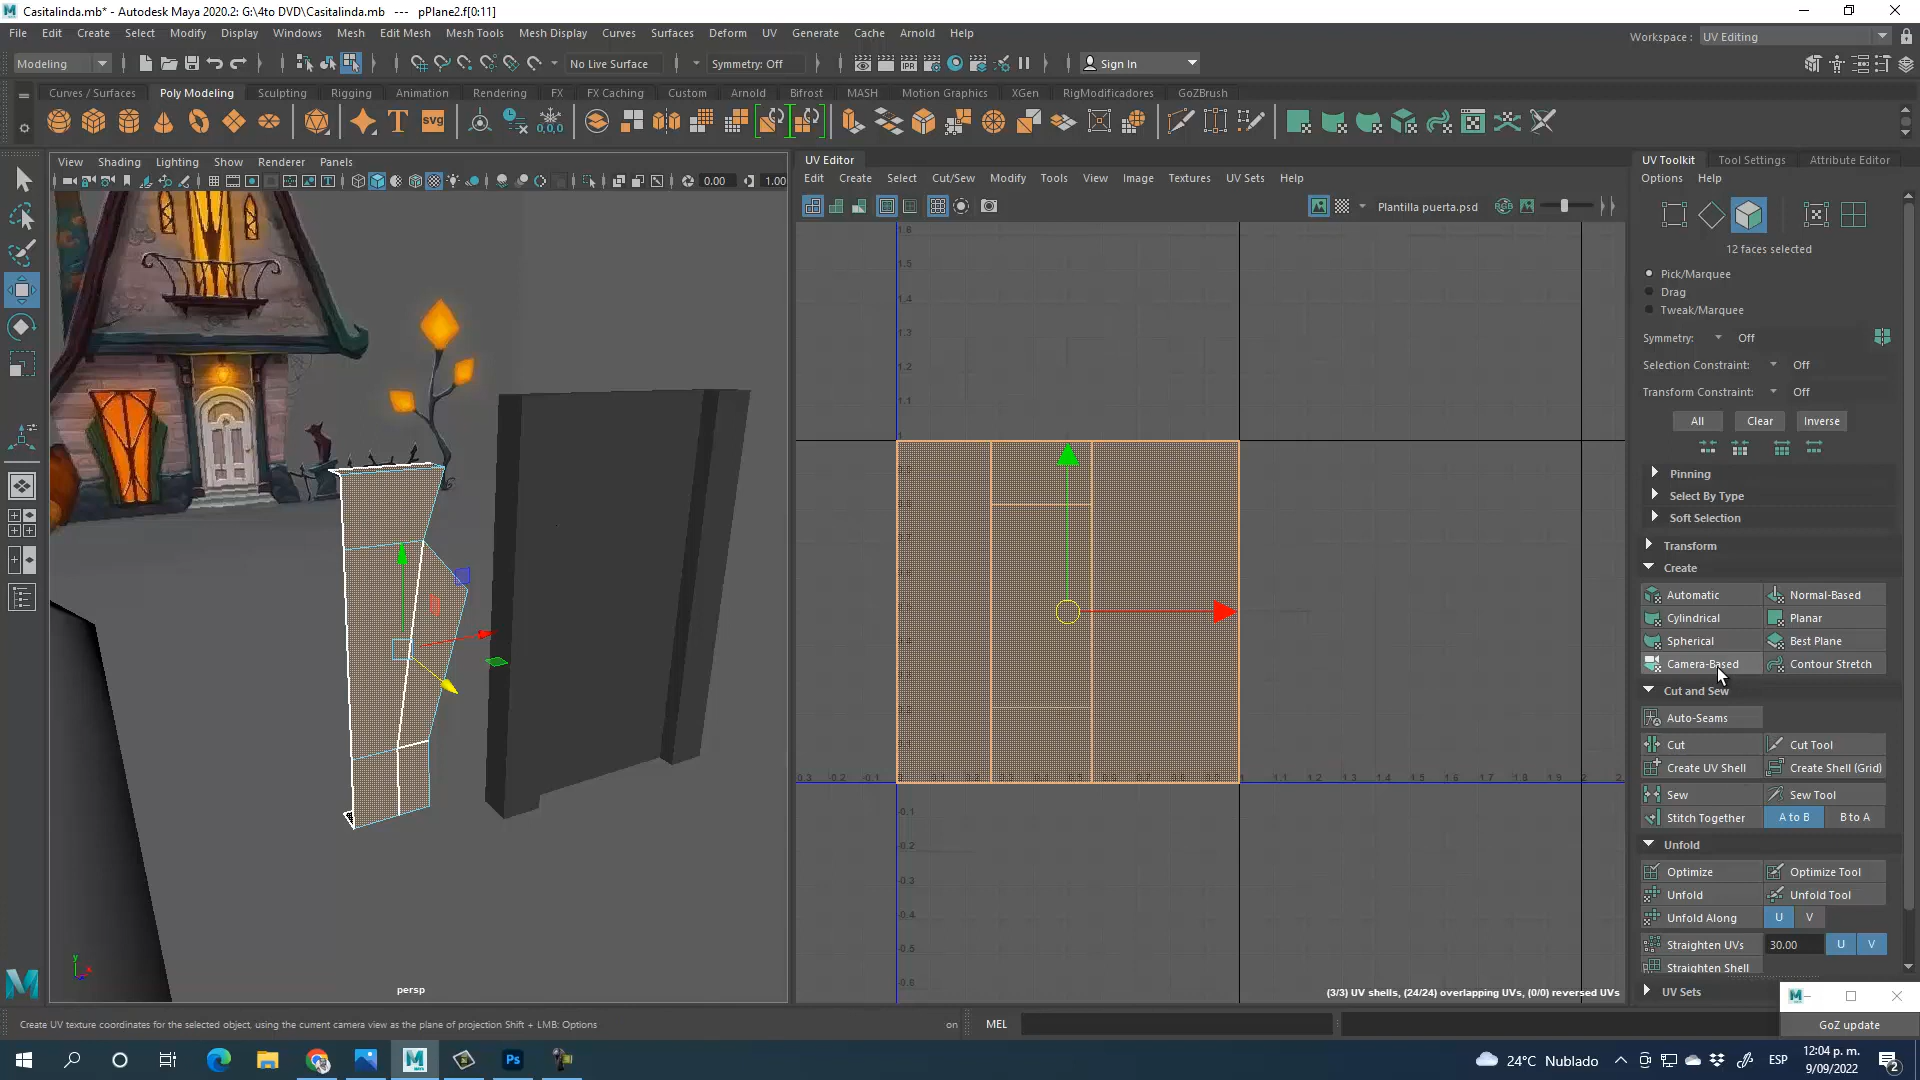 Casitalinda.mb* - Autodesk Maya 2020.2: G:\4to DVD\Casitalinda.mb --- pPlane2.f[0:11]
File Edit Create Select Modify Display Windows Mesh Edit Mesh Mesh Tools Mesh Display Curves Surfaces Deform UV Generate Cache Arnold Help
Workspace : UV Editing
Modeling No Live Surface Symmetry: Off Sign In
Curves / Surfaces Poly Modeling Sculpting Rigging Animation Rendering FX FX Caching Custom Arnold Bifrost MASH Motion Graphics XGen RigModificadores GoZBrush
IPR
T SVG 0,0,0
View Shading Lighting Show Renderer Panels
0.00 1.00
persp
UV Editor
Edit Create Select Cut/Sew Modify Tools View Image Textures UV Sets Help
Plantilla puerta.psd
(3/3) UV shells, (24/24) overlapping UVs, (0/0) reversed UVs
UV Toolkit Tool Settings Attribute Editor
Options Help
12 faces selected
Pick/Marquee
Drag
Tweak/Marquee
Symmetry: Off
Selection Constraint: Off
Transform Constraint: Off
All Clear Inverse
Pinning
Select By Type
Soft Selection
Transform
Create
Automatic Normal-Based
Cylindrical Planar
Spherical Best Plane
Camera-Based Contour Stretch
Cut and Sew
Auto-Seams
Cut Cut Tool
Create UV Shell Create Shell (Grid)
Sew Sew Tool
Stitch Together A to B B to A
Unfold
Optimize Optimize Tool
Unfold Unfold Tool
Unfold Along U V
Straighten UVs 30.00 U V
Straighten Shell
UV Sets
GoZ update
Create UV texture coordinates for the selected object, using the current camera view as the plane of projection Shift + LMB: Options on MEL
24°C Nublado ESP 12:04 p. m.
9/09/2022
2